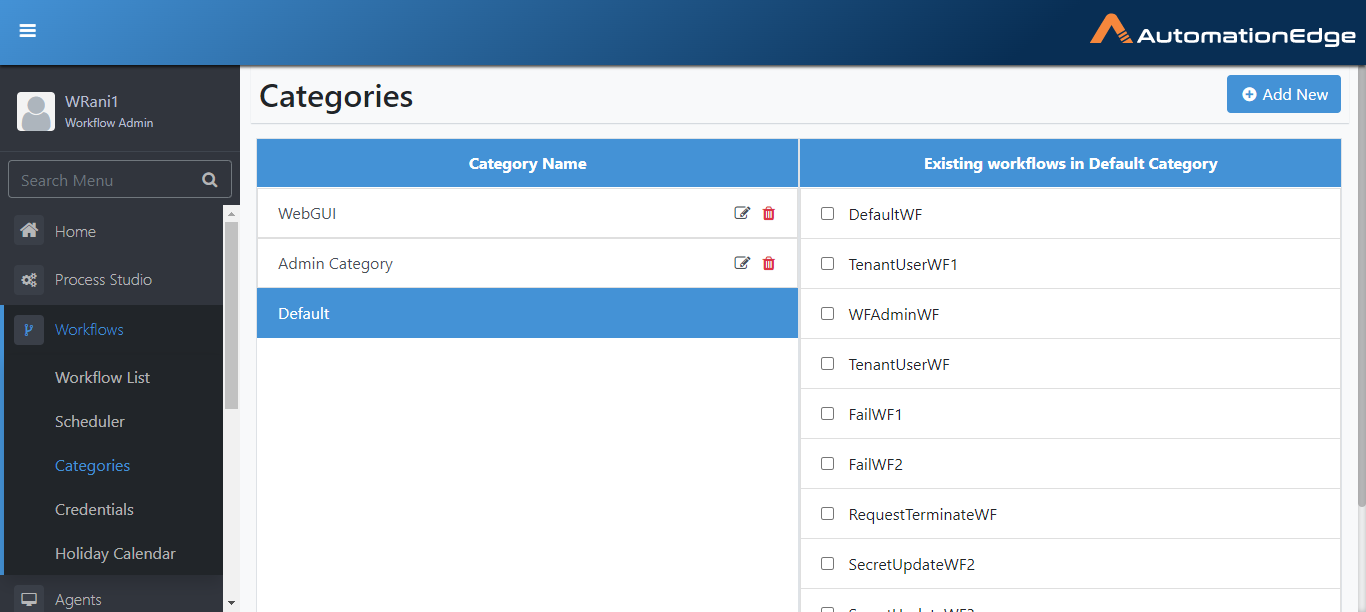 AutomationEdge
WRani1
Workflow Admin
Search Menu
Home
Process Studio
Workflows
Workflow List
Scheduler
Categories
Credentials
Holiday Calendar
Agents
Categories
Add New
Category Name
WebGUI
Admin Category
Default
Existing workflows in Default Category
DefaultWF
TenantUserWF1
WFAdminWF
TenantUserWF
FailWF1
FailWF2
RequestTerminateWF
SecretUpdateWF2